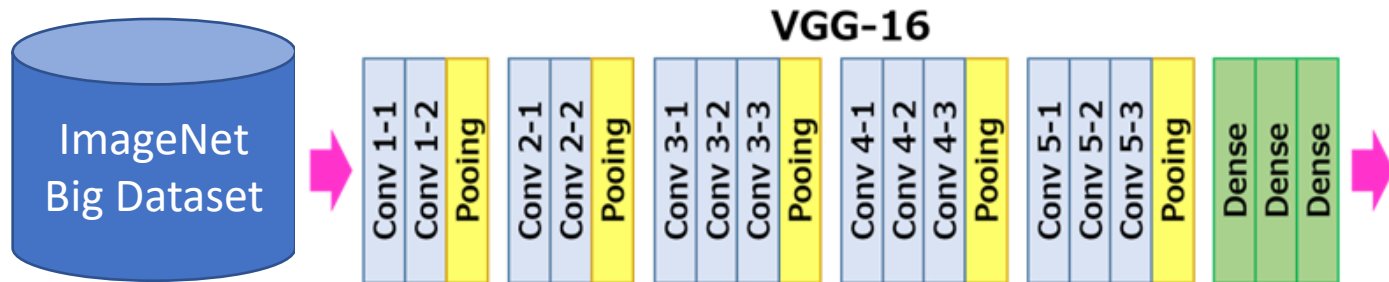 VGG-16
ImageNet
Big Dataset
Conv 1-1
Conv 1-2
Pooing
Conv 2-1
Conv 2-2
Pooing
Conv 3-1
Conv 3-2
Conv 3-3
Pooing
Conv 4-1
Conv 4-2
Conv 4-3
Pooing
Conv 5-1
Conv 5-2
Conv 5-3
Pooing
Dense
Dense
Dense